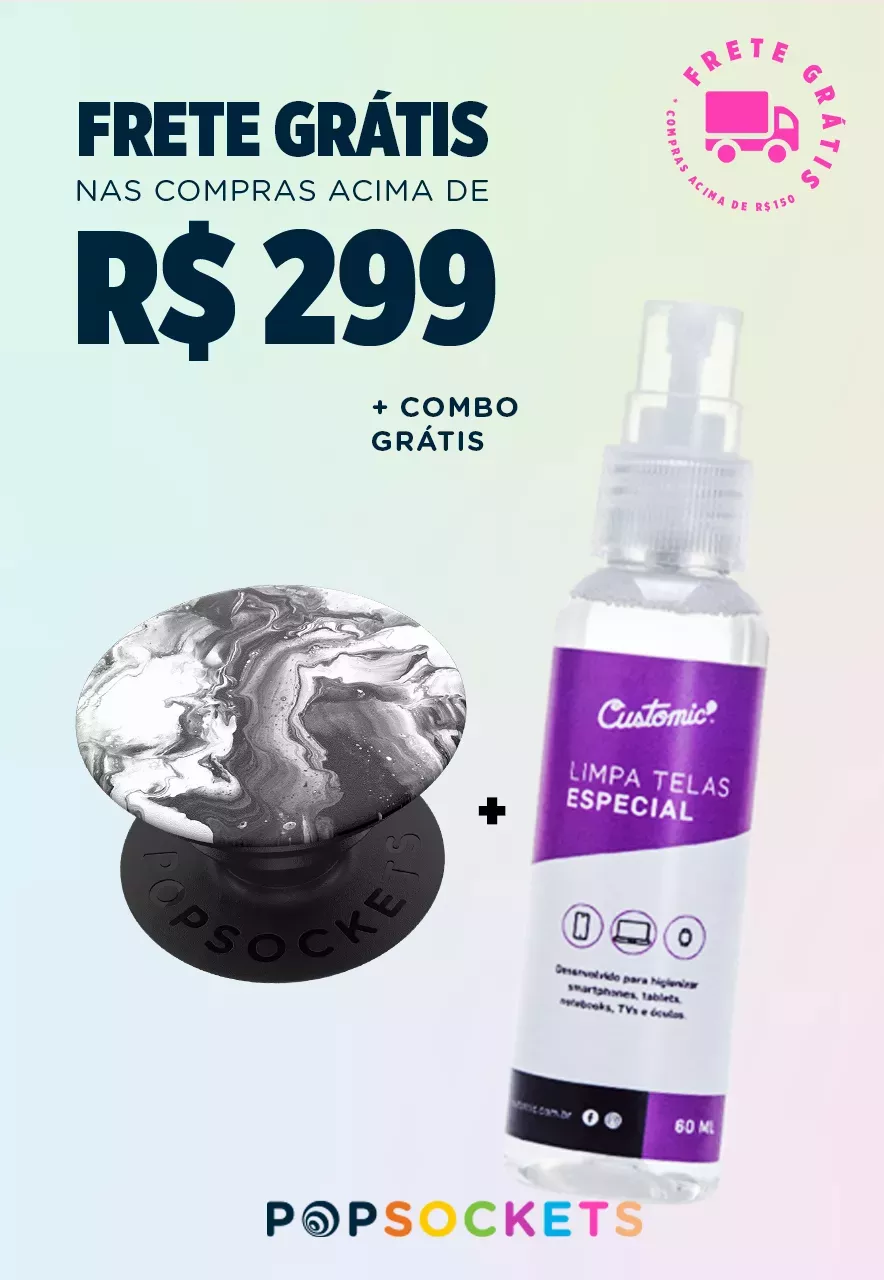 FRETE GRÁTIS
• COMPRAS ACIMA DE R$150
FRETE GRÁTIS
NAS COMPRAS ACIMA DE
R$ 299
+ COMBO
GRÁTIS
Customic
LIMPA TELAS
ESPECIAL
Desenvolvido para higienizar
smartphones, tablets,
notebooks, TVs e óculos.
60 ML
POPSOCKETS
+
POPSOCKETS